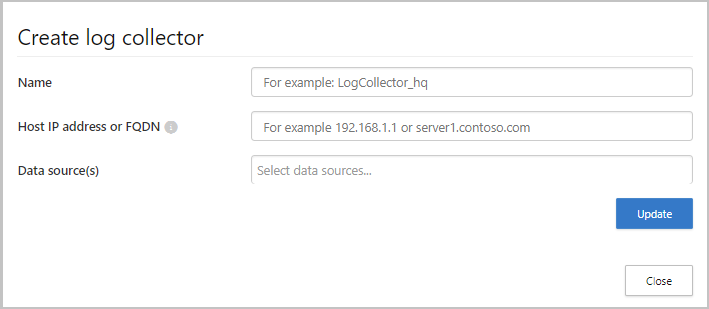 Create log collector
Name
For example: LogCollector_hq
Host IP address or FQDN
For example 192.168.1.1 or server1.contoso.com
Data source(s)
Select data sources...
Update
Close